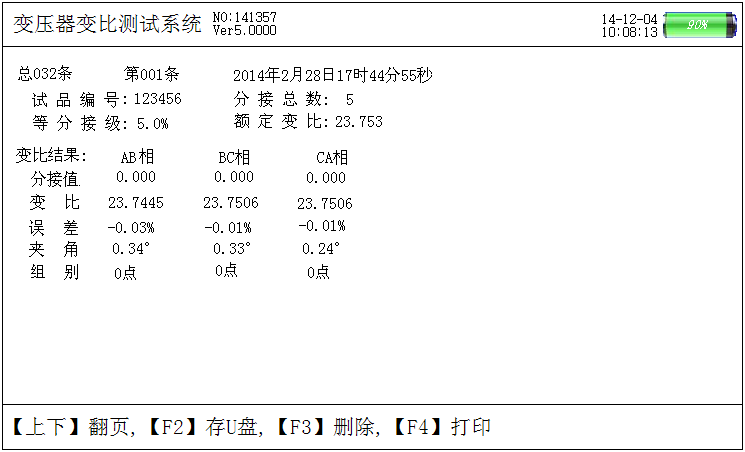 变压器变比测试系统 NO:141357 14-12-04 90%
Ver5.0000 10:08:13
总032条 第001条 2014年2月28日17时44分55秒
试品编号: 123456 分接总数: 5
等分接级: 5.0% 额定变比: 23.753
变比结果: AB相 BC相 CA相
分接值 0.000 0.000 0.000
变 比 23.7445 23.7506 23.7506
误 差 -0.03% -0.01% -0.01%
夹 角 0.34° 0.33° 0.24°
组 别 0点 0点 0点
【上下】翻页,【F2】存U盘,【F3】删除,【F4】打印